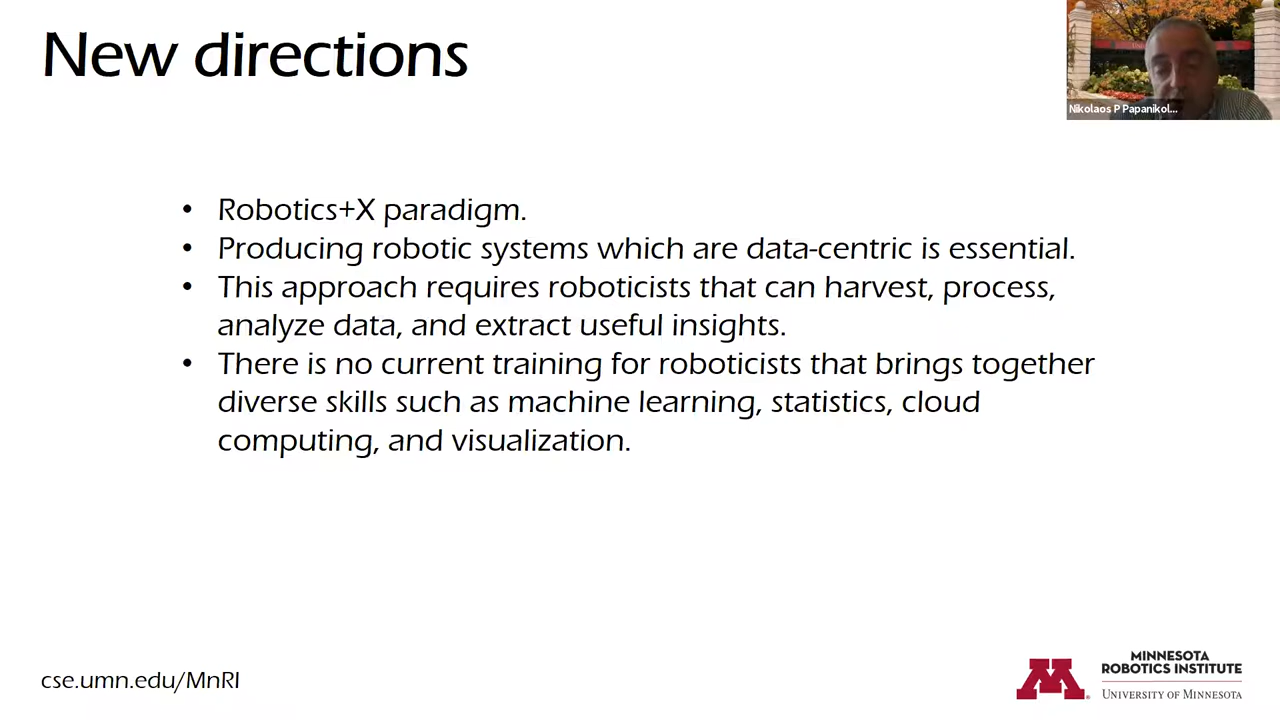 New directions
Nikolaos P Papanikol...
• Robotics+X paradigm.
• Producing robotic systems which are data-centric is essential.
• This approach requires roboticists that can harvest, process,
analyze data, and extract useful insights.
• There is no current training for roboticists that brings together
diverse skills such as machine learning, statistics, cloud
computing, and visualization.
cse.umn.edu/MnRI
M
MINNESOTA
ROBOTICS INSTITUTE
UNIVERSITY OF MINNESOTA